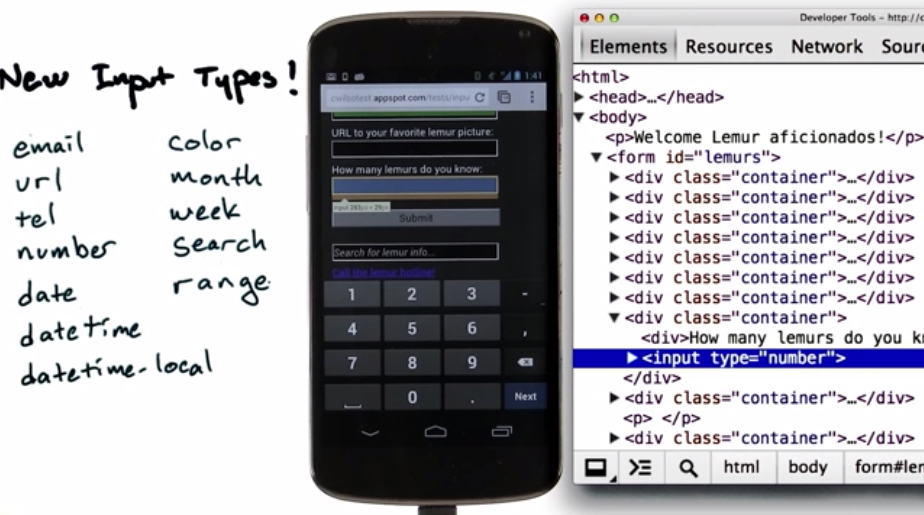 New Input Types!
email
url
tel
number
date
datetime
datetime-local
color
month
week
search
range
1:41
cwilsotest.appspot.com/tests/inpu
URL to your favorite lemur picture:
How many lemurs do you know:
Submit
Search for lemur info...
Call the lemur hotline!
1 2 3 -
4 5 6 ,
7 8 9
0 . Next
Developer Tools - http://c
Elements Resources Network Sour
<html>
<head>…</head>
<body>
<p>Welcome Lemur aficionados!</p>
<form id="lemurs">
<div class="container">…</div>
<div class="container">…</div>
<div class="container">…</div>
<div class="container">…</div>
<div class="container">…</div>
<div class="container">…</div>
<div class="container">…</div>
<div class="container">
<div>How many lemurs do you kn
<input type="number">
</div>
<div class="container">…</div>
<p> </p>
<div class="container">…</div>
html body form#lem